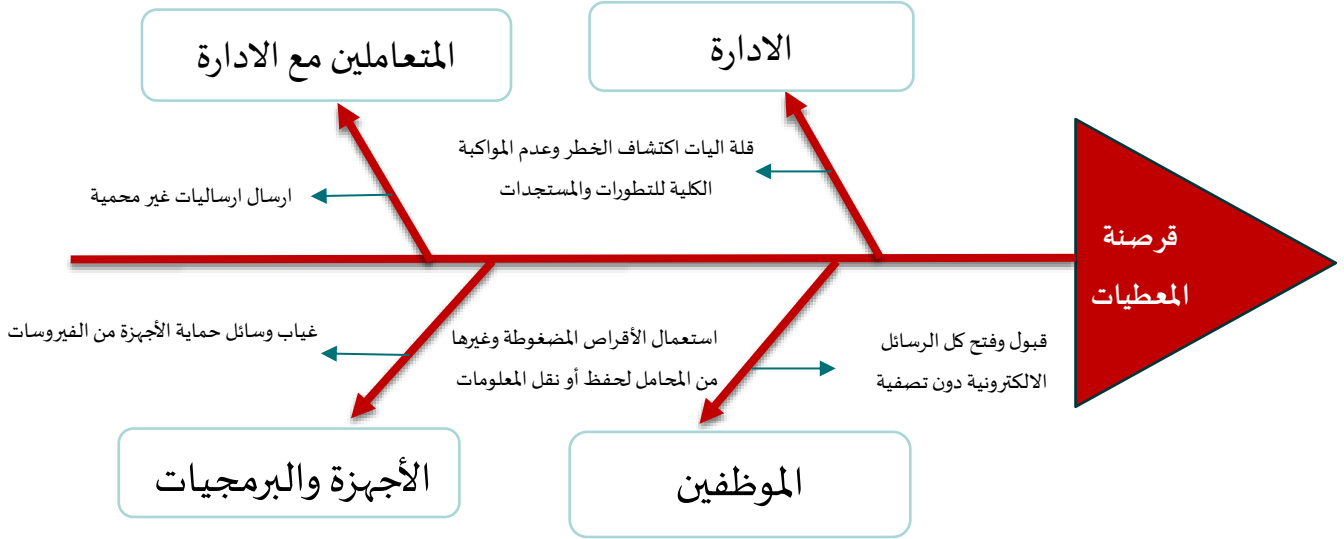 الادارة
المتعاملين مع الادارة
قلة اليات اكتشاف الخطر وعدم المواكبة
الكلية للتطورات والمستجدات
ارسال ارساليات غير محمية
قرصنة
المعطيات
قبول وفتح كل الرسائل
الالكترونية دون تصفية
استعمال الأقراص المضغوطة وغيرها
من المحامل لحفظ أو نقل المعلومات
غياب وسائل حماية الأجهزة من الفيروسات
الموظفين
الأجهزة والبرمجيات